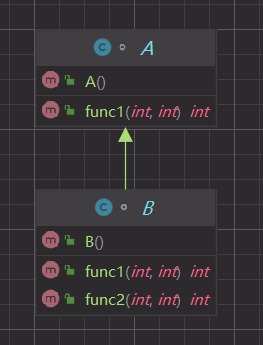 A
A()
func1(int, int) int
B
B()
func1(int, int) int
func2(int, int) int